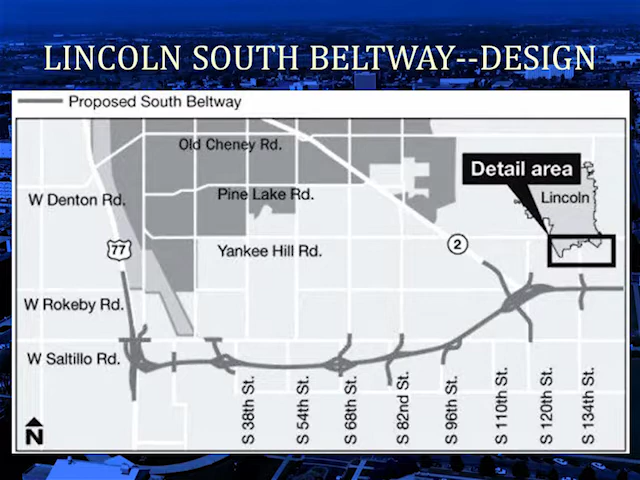 LINCOLN SOUTH BELTWAY--DESIGN
Proposed South Beltway
Old Cheney Rd.
Detail area
W Denton Rd.
Pine Lake Rd.
Lincoln
77
Yankee Hill Rd.
2
W Rokeby Rd.
W Saltillo Rd.
S 38th St.
S 54th St.
S 68th St.
S 82nd St.
S 96th St.
S 110th St.
S 120th St.
S 134th St.
N